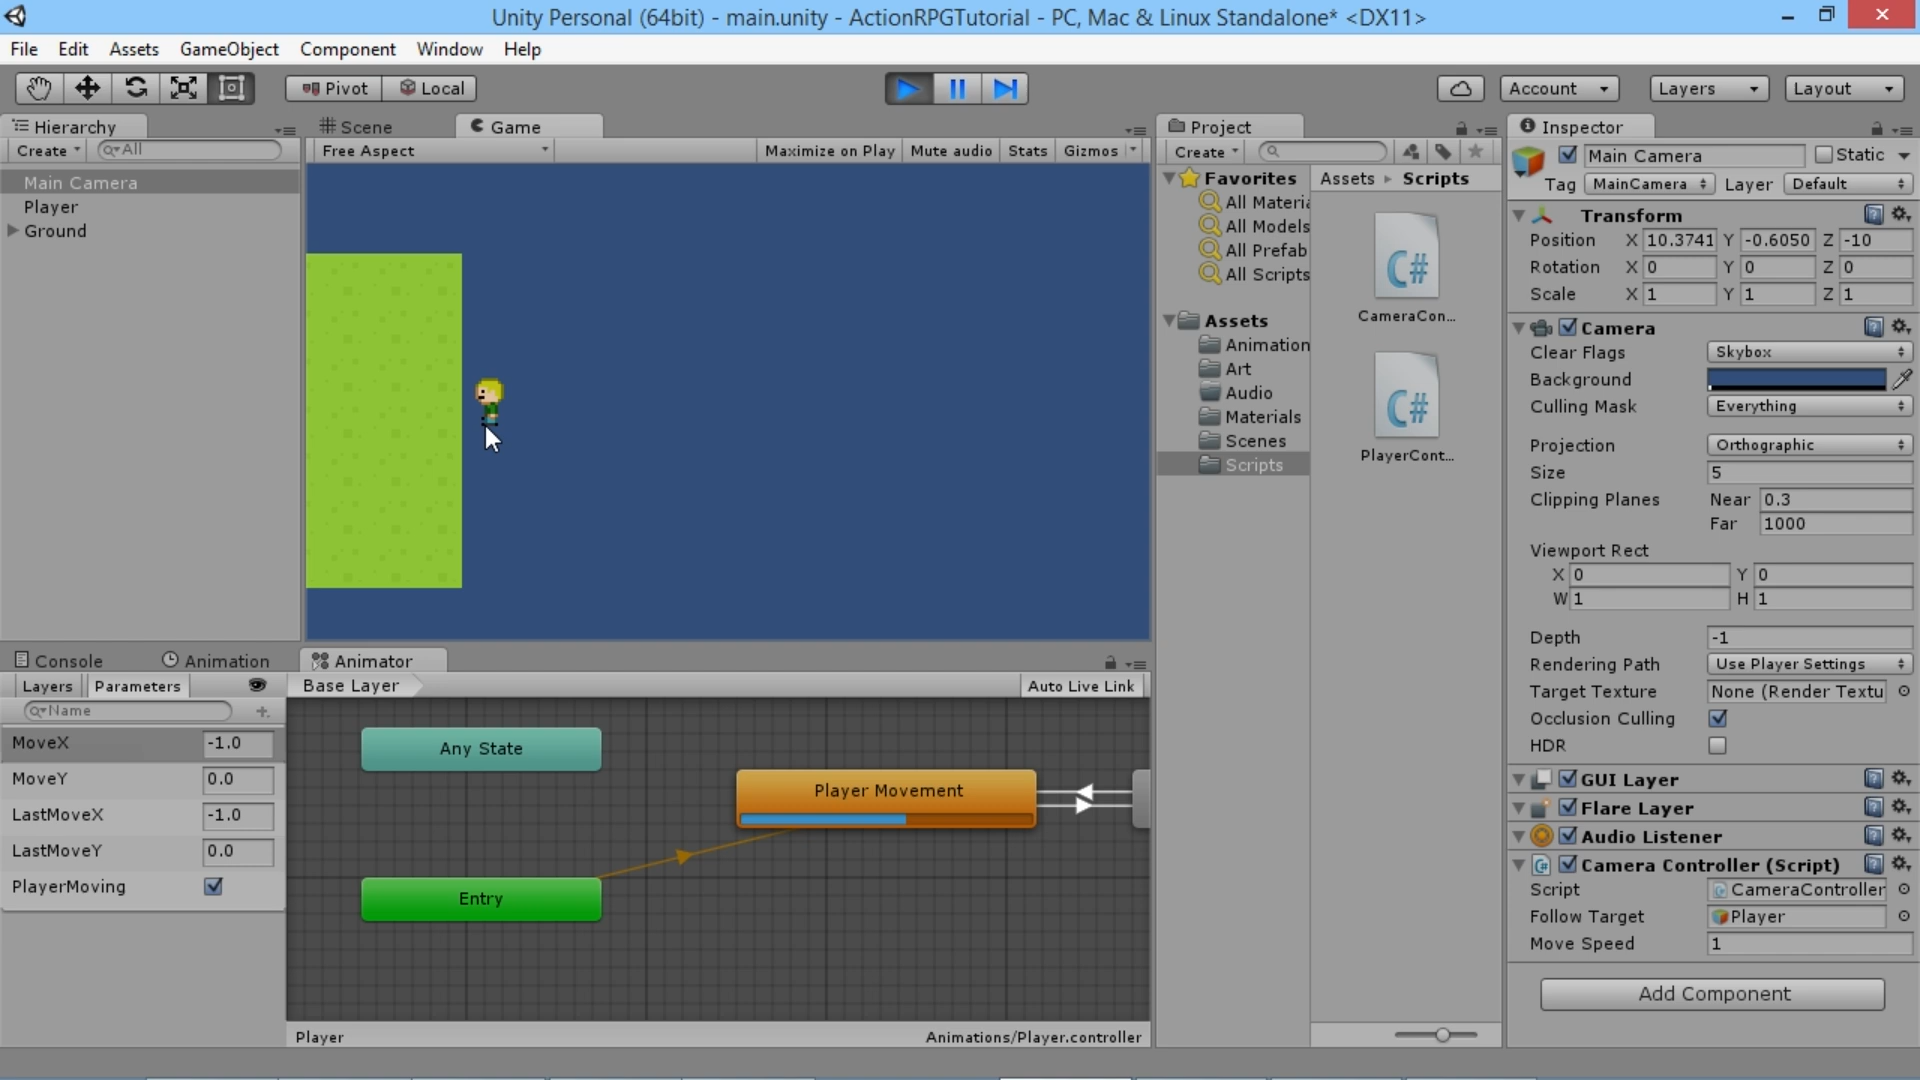 Unity Personal (64bit) - main.unity - ActionRPGTutorial - PC, Mac & Linux Standalone* <DX11>
File Edit Assets GameObject Component Window Help
Pivot Local Account Layers Layout
Hierarchy
Create All
Main Camera
Player
Ground
Scene Game
Free Aspect Maximize on Play Mute audio Stats Gizmos
Console Animation Animator
Layers Parameters
Name
MoveX -1.0
MoveY 0.0
LastMoveX -1.0
LastMoveY 0.0
PlayerMoving
Base Layer Auto Live Link
Any State
Player Movement
Entry
Player Animations/Player.controller
Project
Create
Favorites
All Materia
All Models
All Prefab
All Scripts
Assets
Animation
Art
Audio
Materials
Scenes
Scripts
Assets Scripts
C#
CameraCon...
C#
PlayerCont...
Inspector
Main Camera Static
Tag MainCamera Layer Default
Transform
Position X 10.3741 Y -0.6050 Z -10
Rotation X 0 Y 0 Z 0
Scale X 1 Y 1 Z 1
Camera
Clear Flags Skybox
Background
Culling Mask Everything
Projection Orthographic
Size 5
Clipping Planes Near 0.3
Far 1000
Viewport Rect
X 0 Y 0
W 1 H 1
Depth -1
Rendering Path Use Player Settings
Target Texture None (Render Textu
Occlusion Culling
HDR
GUI Layer
Flare Layer
Audio Listener
Camera Controller (Script)
Script CameraController
Follow Target Player
Move Speed 1
Add Component